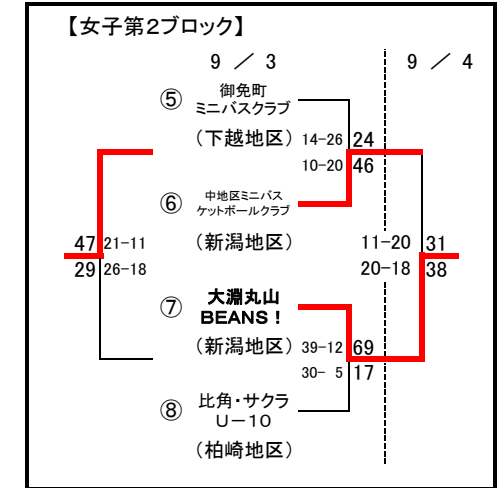 【女子第2ブロック】
9 ／ 3
9 ／ 4
⑤ 御免町
ミニバスクラブ
(下越地区)
14-26 24
10-20 46
⑥ 中地区ミニバス
ケットボールクラブ
(新潟地区)
47 21-11
29 26-18
11-20 31
20-18 38
⑦ 大淵丸山
BEANS！
(新潟地区)
39-12 69
30- 5 17
⑧ 比角・サクラ
U－10
(柏崎地区)